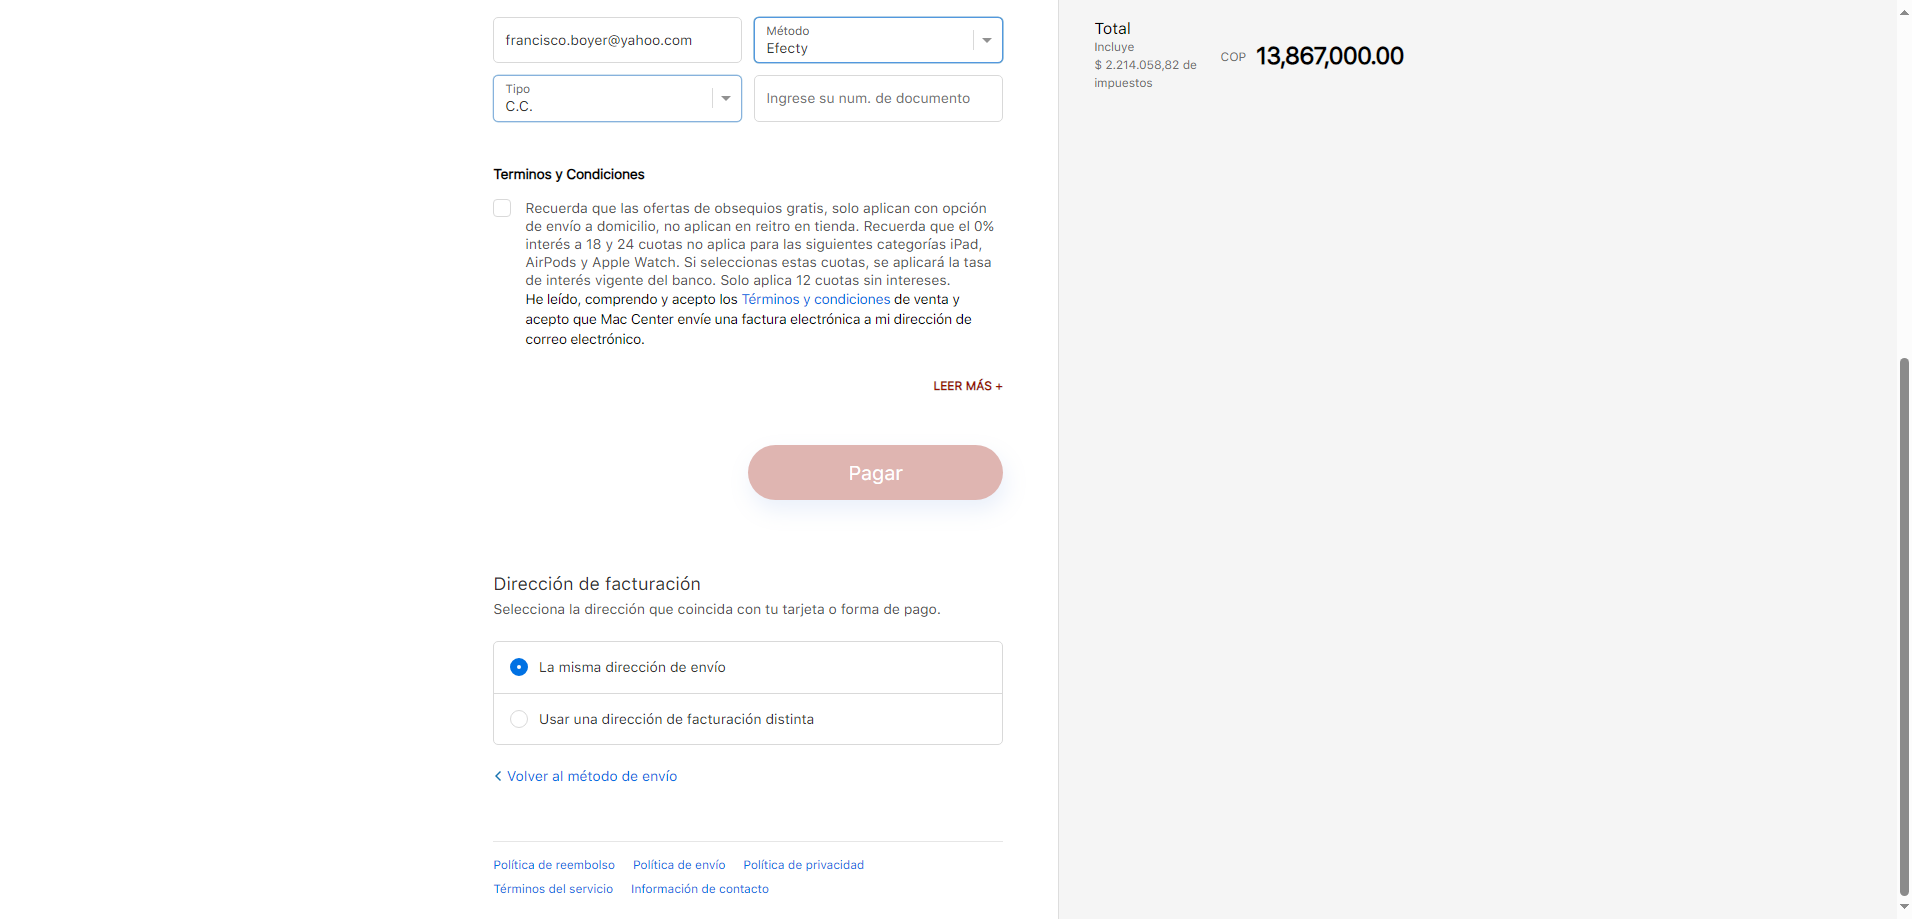 francisco.boyer@yahoo.com
Método
Efecty
Tipo
C.C.
Ingrese su num. de documento
Terminos y Condiciones
Recuerda que las ofertas de obsequios gratis, solo aplican con opción
de envío a domicilio, no aplican en reitro en tienda. Recuerda que el 0%
interés a 18 y 24 cuotas no aplica para las siguientes categorías iPad,
AirPods y Apple Watch. Si seleccionas estas cuotas, se aplicará la tasa
de interés vigente del banco. Solo aplica 12 cuotas sin intereses.
He leído, comprendo y acepto los Términos y condiciones de venta y
acepto que Mac Center envíe una factura electrónica a mi dirección de
correo electrónico.
LEER MÁS +
Pagar
Dirección de facturación
Selecciona la dirección que coincida con tu tarjeta o forma de pago.
La misma dirección de envío
Usar una dirección de facturación distinta
Volver al método de envío
Política de reembolso Política de envío Política de privacidad
Términos del servicio Información de contacto
Total
Incluye
$ 2.214.058,82 de
impuestos
COP 13,867,000.00